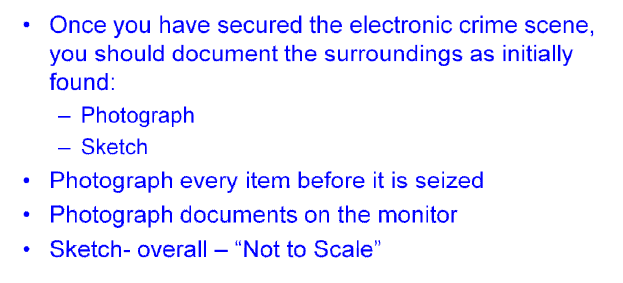 • Once you have secured the electronic crime scene,
you should document the surroundings as initially
found:
– Photograph
– Sketch
• Photograph every item before it is seized
• Photograph documents on the monitor
• Sketch- overall – “Not to Scale”